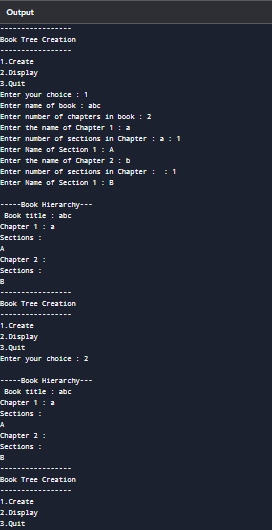 Output
-----------------
Book Tree Creation
-----------------
1.Create
2.Display
3.Quit
Enter your choice : 1
Enter name of book : abc
Enter number of chapters in book : 2
Enter the name of Chapter 1 : a
Enter number of sections in Chapter : a : 1
Enter Name of Section 1 : A
Enter the name of Chapter 2 : b
Enter number of sections in Chapter :  : 1
Enter Name of Section 1 : B

-----Book Hierarchy---
 Book title : abc
Chapter 1 : a
Sections :
A
Chapter 2 :
Sections :
B
-----------------
Book Tree Creation
-----------------
1.Create
2.Display
3.Quit
Enter your choice : 2

-----Book Hierarchy---
 Book title : abc
Chapter 1 : a
Sections :
A
Chapter 2 :
Sections :
B
-----------------
Book Tree Creation
-----------------
1.Create
2.Display
3.Quit